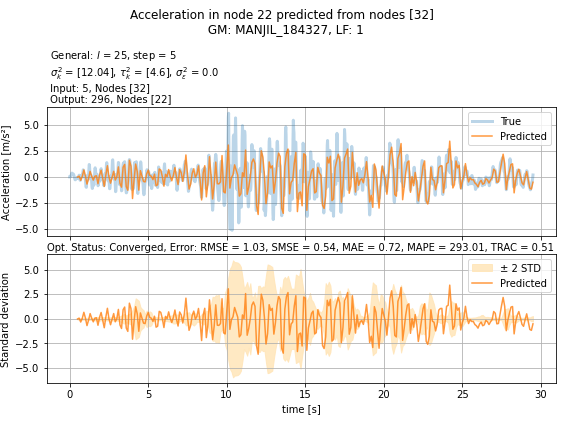 Acceleration in node 22 predicted from nodes [32]
GM: MANJIL_184327, LF: 1
General: l = 25, step = 5
σ²ₖ = [12.04], τ²ₖ = [4.6], σ²ε = 0.0
Input: 5, Nodes [32]
Output: 296, Nodes [22]
Acceleration [m/s²]
5.0
2.5
0.0
−2.5
−5.0
True
Predicted
Opt. Status: Converged, Error: RMSE = 1.03, SMSE = 0.54, MAE = 0.72, MAPE = 293.01, TRAC = 0.51
Standard deviation
5.0
2.5
0.0
−2.5
−5.0
± 2 STD
Predicted
0 5 10 15 20 25 30
time [s]